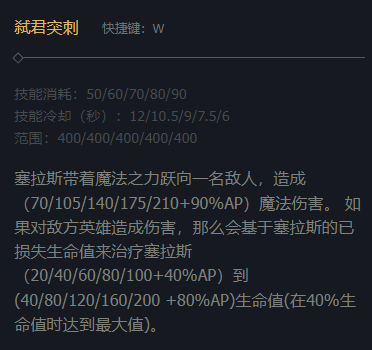 弑君突刺 快捷键：W
技能消耗：50/60/70/80/90
技能冷却（秒）：12/10.5/9/7.5/6
范围：400/400/400/400/400
塞拉斯带着魔法之力跃向一名敌人，造成
（70/105/140/175/210+90%AP）魔法伤害。 如
果对敌方英雄造成伤害，那么会基于塞拉斯的已
损失生命值来治疗塞拉斯
（20/40/60/80/100+40%AP）到
(40/80/120/160/200 +80%AP)生命值(在40%生
命值时达到最大值)。